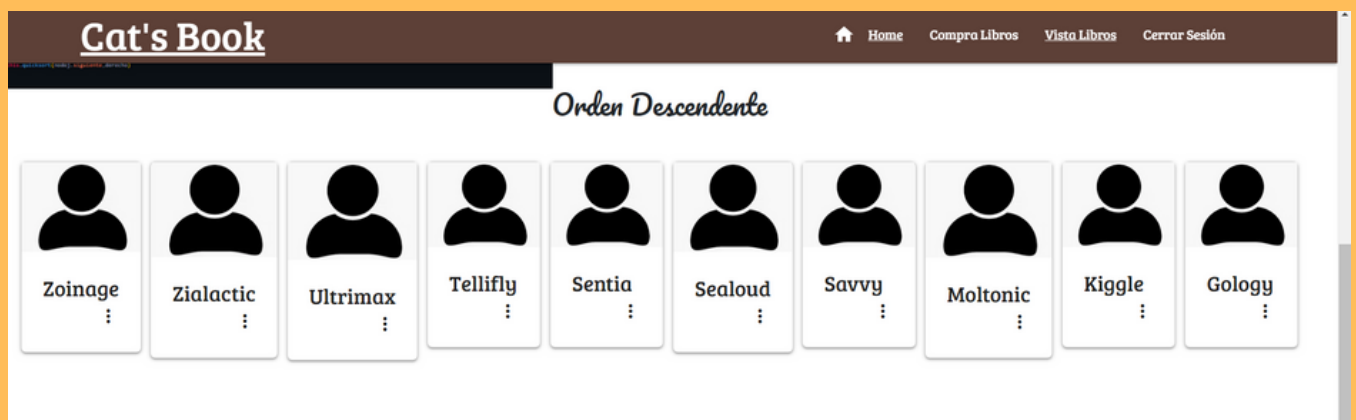 Cat's Book
Home Compra Libros Vista Libros Cerrar Sesión
Orden Descendente
Zoinage
Zialactic
Ultrimax
Tellifly
Sentia
Sealoud
Savvy
Moltonic
Kiggle
Gology